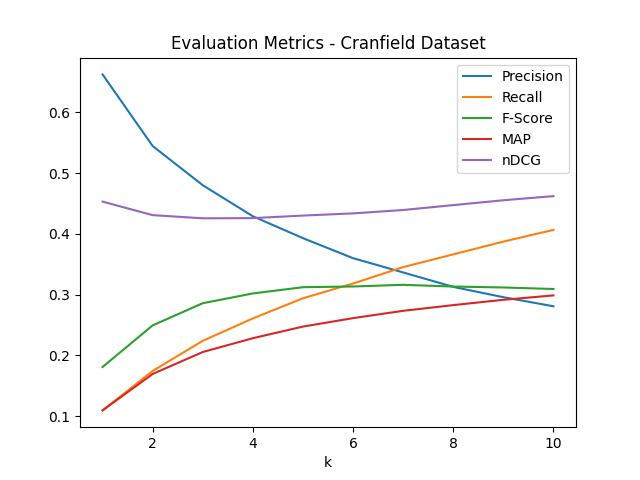 Evaluation Metrics - Cranfield Dataset
Precision
Recall
F-Score
MAP
nDCG
0.6
0.5
0.4
0.3
0.2
0.1
2
4
6
8
10
k